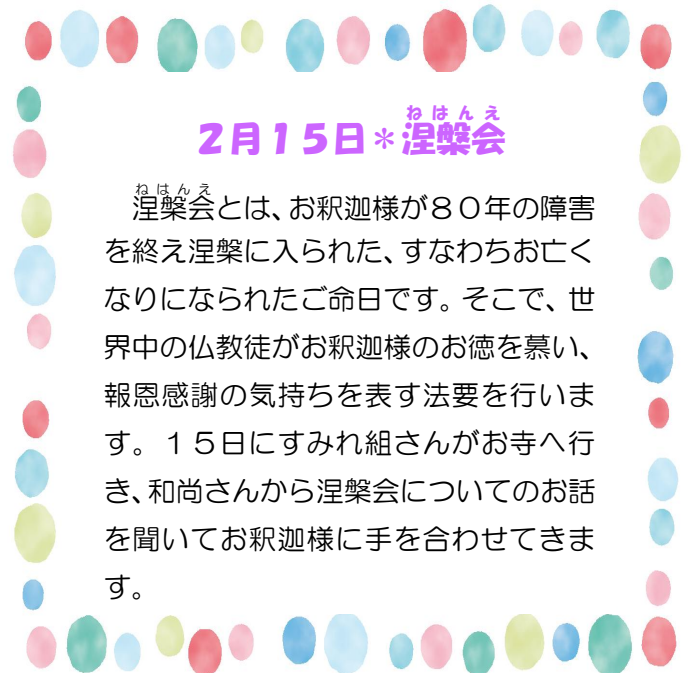 ねはんえ
2月15日＊涅槃会
ねはんえ
涅槃会とは、お釈迦様が８０年の障害
を終え涅槃に入られた、すなわちお亡く
なりになられたご命日です。そこで、世
界中の仏教徒がお釈迦様のお徳を慕い、
報恩感謝の気持ちを表す法要を行いま
す。１５日にすみれ組さんがお寺へ行
き、和尚さんから涅槃会についてのお話
を聞いてお釈迦様に手を合わせてきま
す。